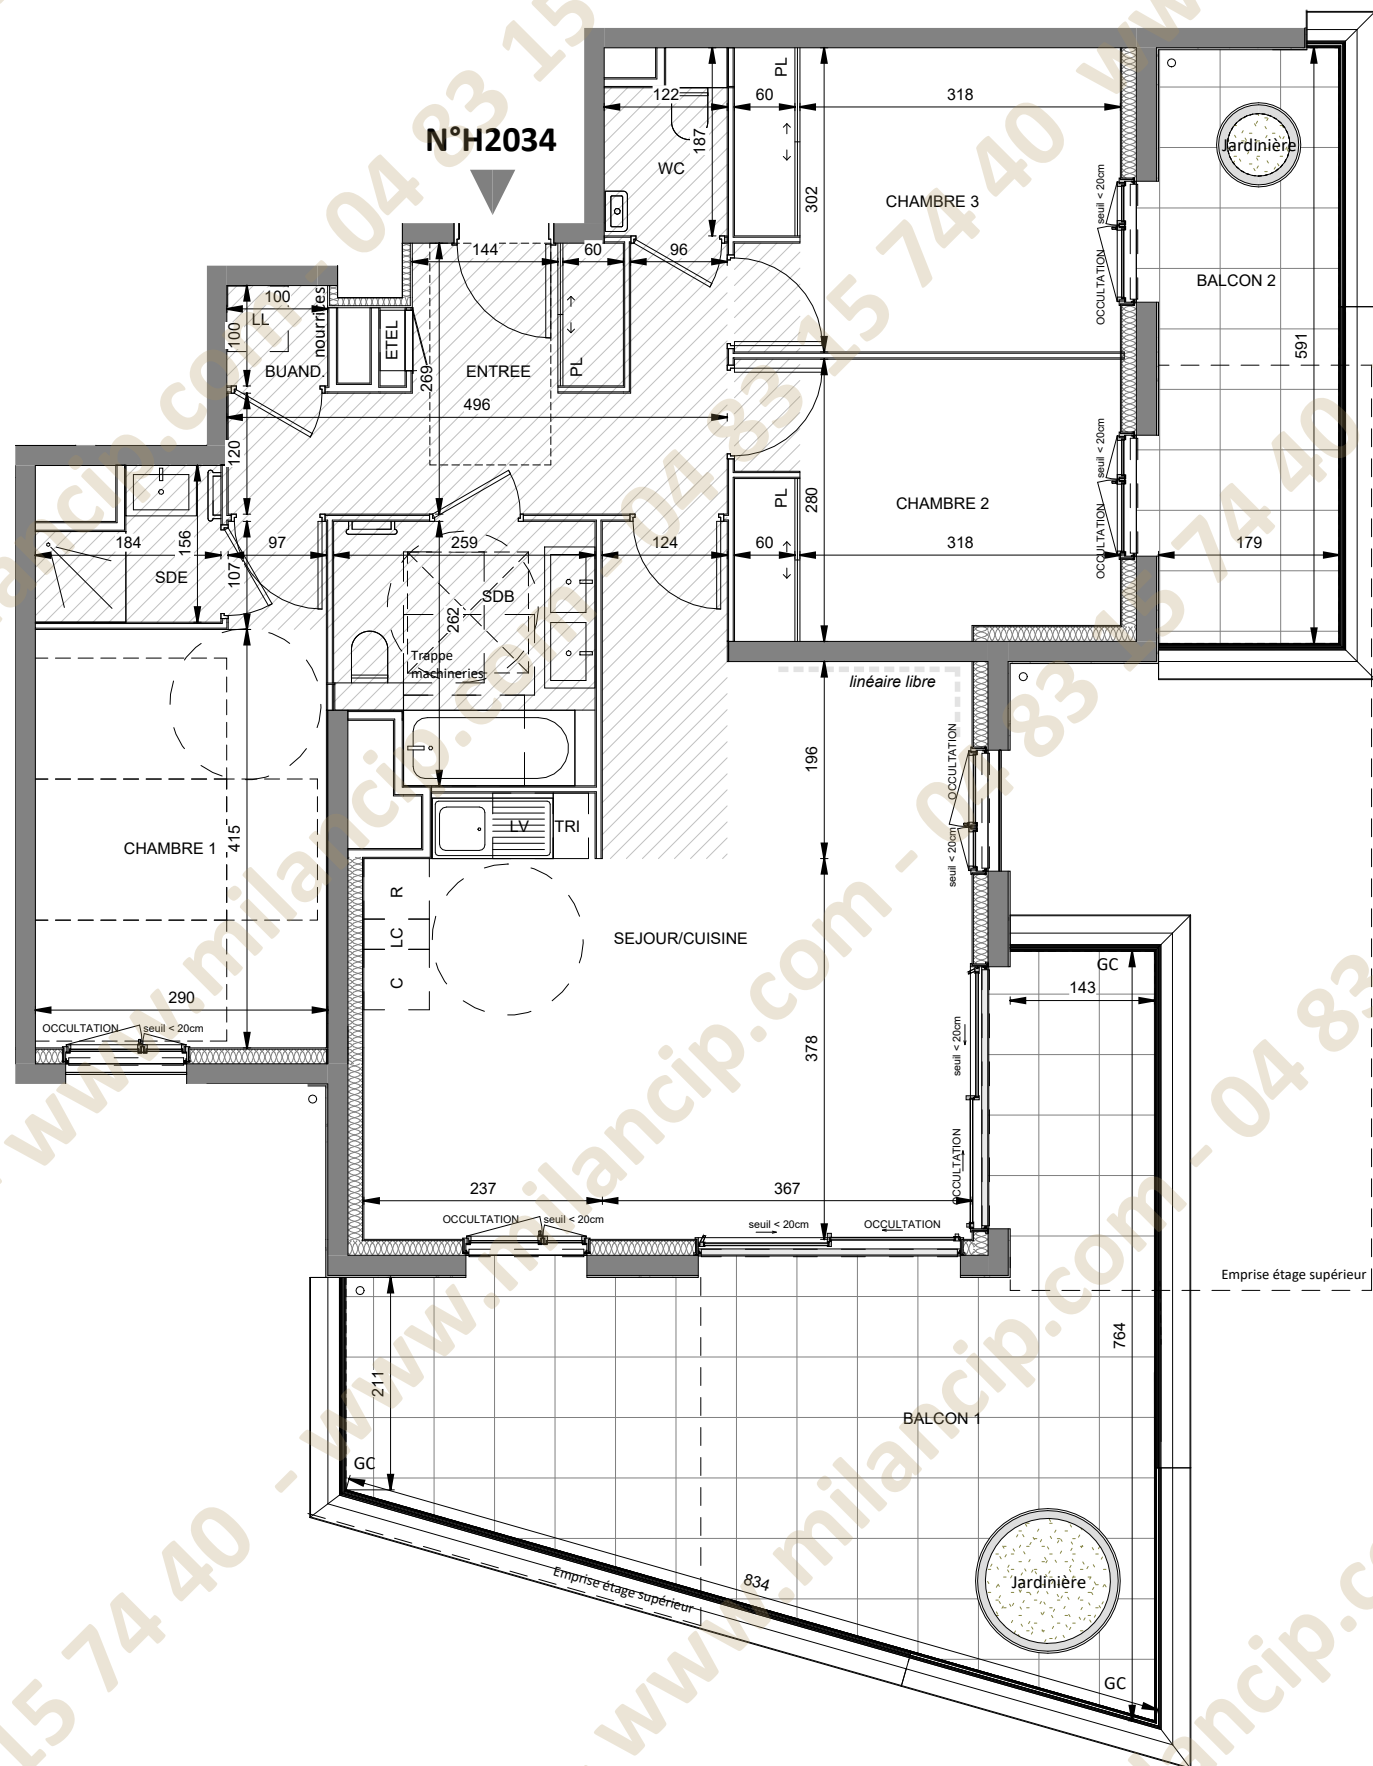 N°H2034
122
60
PL
318
187
WC
302
CHAMBRE 3
seuil < 20cm
OCCULTATION
Jardinière
BALCON 2
591
144
60
96
100
LL
100
nourrices
ETEL
BUAND.
269
ENTREE
PL
496
120
seuil < 20cm
OCCULTATION
CHAMBRE 2
280
PL
184
156
97
107
SDE
259
124
60
318
179
SDB
262
Trappe
machineries
linéaire libre
OCCULTATION
196
seuil < 20cm
LV
TRI
CHAMBRE 1
415
R
LC
C
SEJOUR/CUISINE
GC
143
290
OCCULTATION
seuil < 20cm
378
seuil < 20cm
OCCULTATION
237
367
OCCULTATION
seuil < 20cm
seuil < 20cm
OCCULTATION
Emprise étage supérieur
764
211
BALCON 1
GC
834
Emprise étage supérieur
Jardinière
GC
www.milancip.com - 04 83 15 74 40